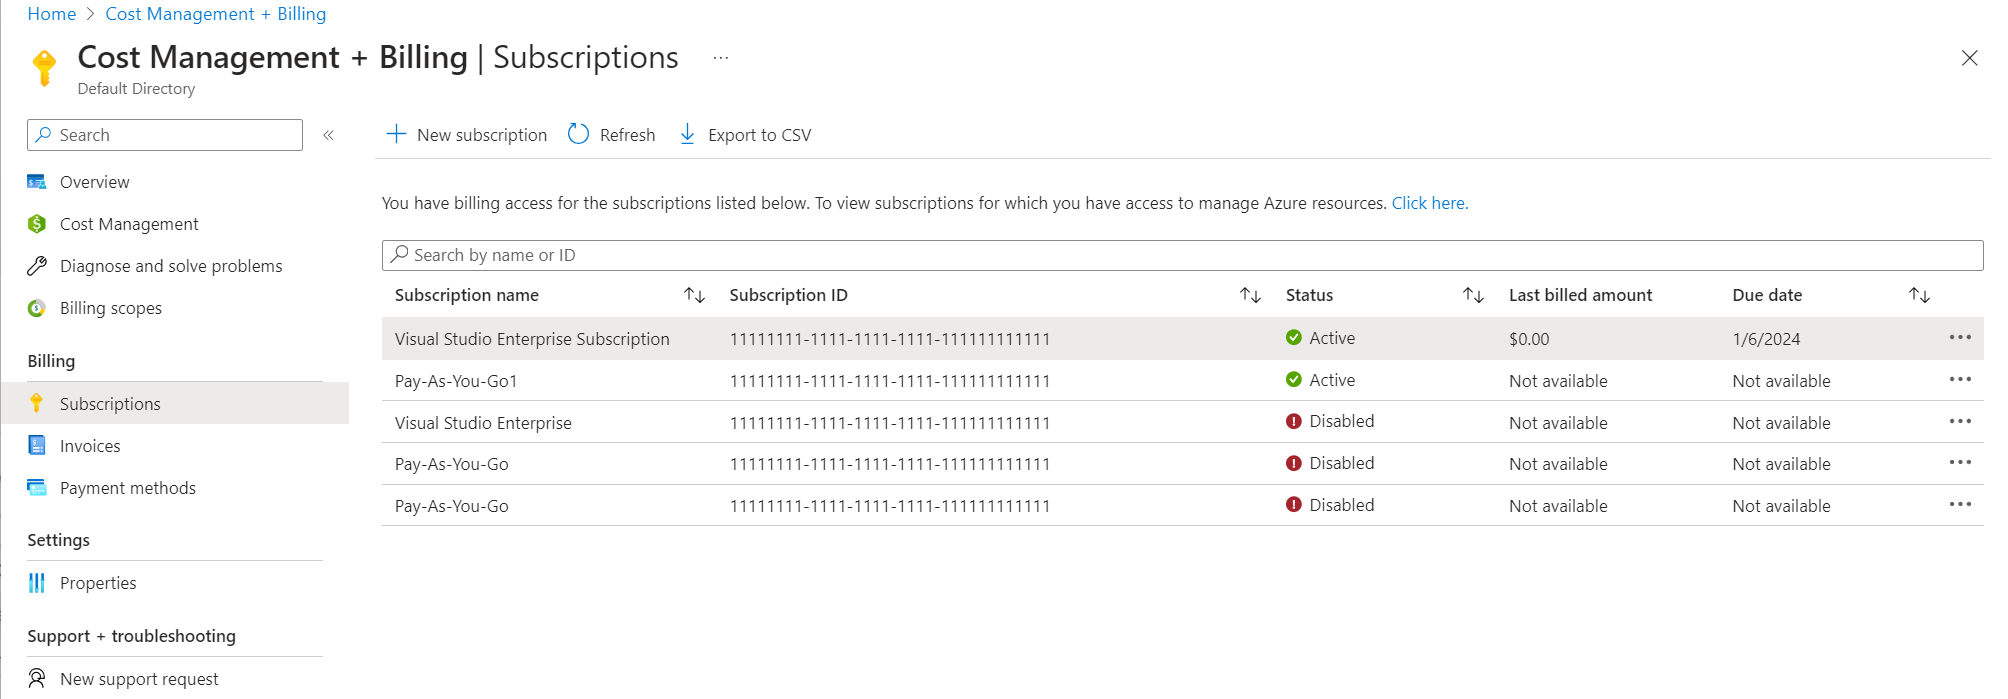 Home > Cost Management + Billing
Cost Management + Billing | Subscriptions ...
Default Directory
Search «
New subscription Refresh Export to CSV
Overview
Cost Management
Diagnose and solve problems
Billing scopes
Billing
Subscriptions
Invoices
Payment methods
Settings
Properties
Support + troubleshooting
New support request
You have billing access for the subscriptions listed below. To view subscriptions for which you have access to manage Azure resources. Click here.
Search by name or ID
Subscription name ↑↓ Subscription ID ↑↓ Status ↑↓ Last billed amount Due date ↑↓
Visual Studio Enterprise Subscription 11111111-1111-1111-1111-111111111111 Active $0.00 1/6/2024 ...
Pay-As-You-Go1 11111111-1111-1111-1111-111111111111 Active Not available Not available ...
Visual Studio Enterprise 11111111-1111-1111-1111-111111111111 Disabled Not available Not available ...
Pay-As-You-Go 11111111-1111-1111-1111-111111111111 Disabled Not available Not available ...
Pay-As-You-Go 11111111-1111-1111-1111-111111111111 Disabled Not available Not available ...